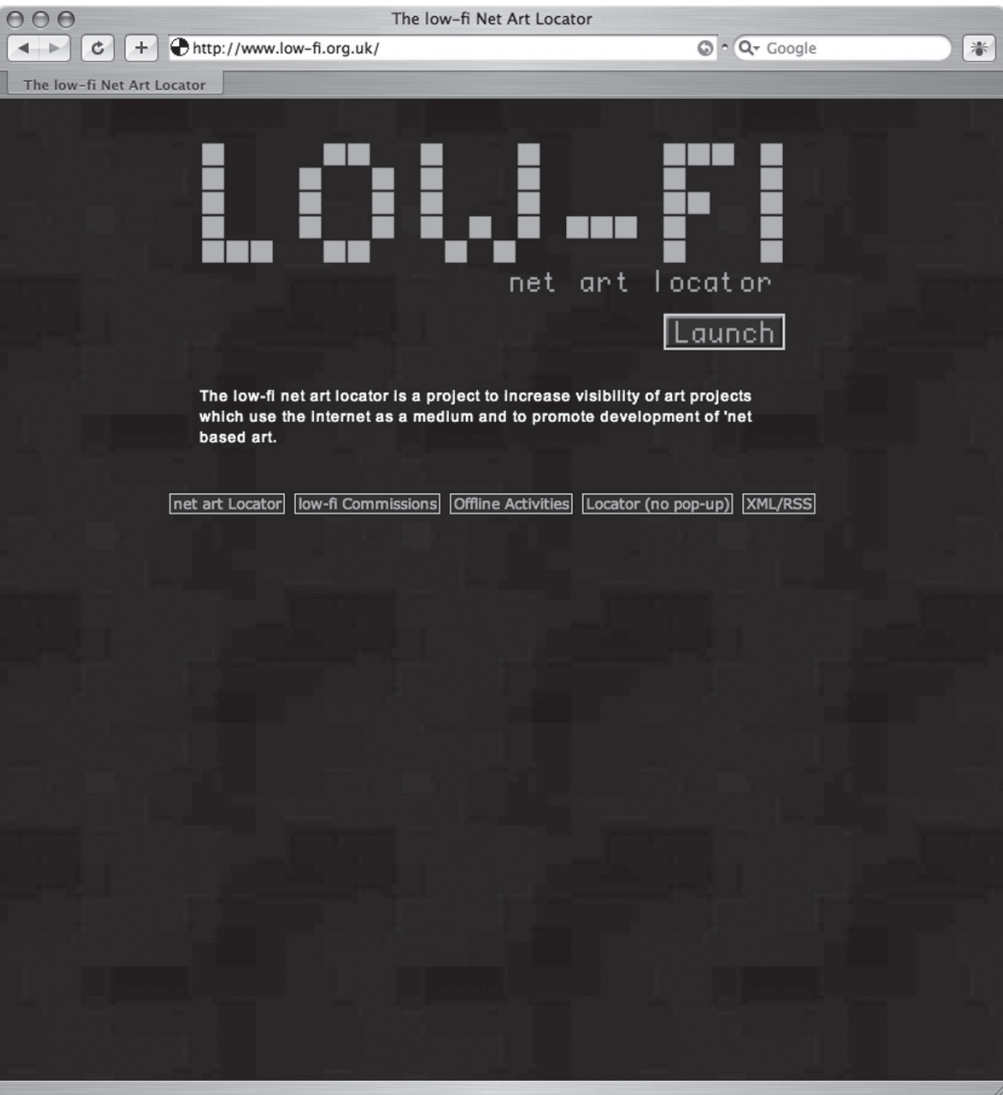 The low-fi Net Art Locator
http://www.low-fi.org.uk/ Google
The low-fi Net Art Locator
LOW-FI
net art locator
Launch
The low-fi net art locator is a project to increase visibility of art projects
which use the internet as a medium and to promote development of 'net
based art.
net art Locator low-fi Commissions Offline Activities Locator (no pop-up) XML/RSS